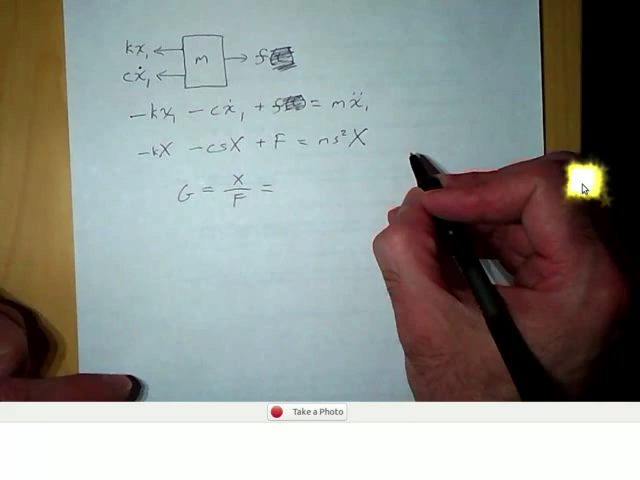 kx₁
m
f
cẋ₁
-kx₁ - cẋ₁ + f = mẍ₁
-kX - csX + F = ms²X
G = X/F =
Take a Photo